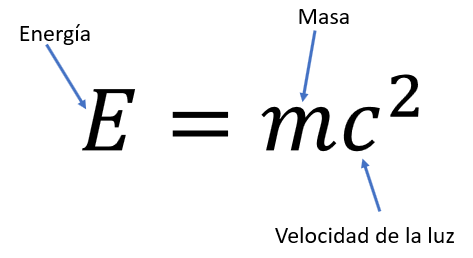 Masa
Energía
E = mc²
Velocidad de la luz